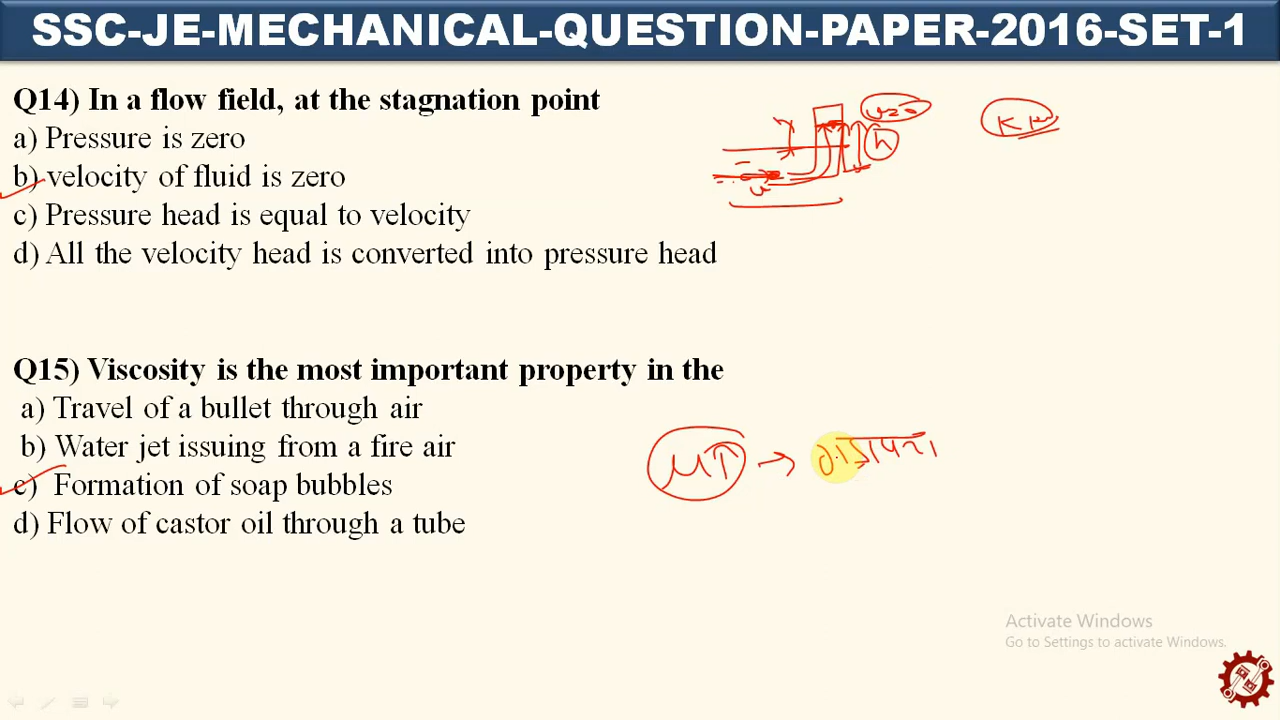 SSC-JE-MECHANICAL-QUESTION-PAPER-2016-SET-1
Q14) In a flow field, at the stagnation point
a) Pressure is zero
b) velocity of fluid is zero
c) Pressure head is equal to velocity
d) All the velocity head is converted into pressure head
h
v
Q15) Viscosity is the most important property in the
a) Travel of a bullet through air
b) Water jet issuing from a fire air
c) Formation of soap bubbles
d) Flow of castor oil through a tube
μ↑ →
Activate Windows
Go to Settings to activate Windows.